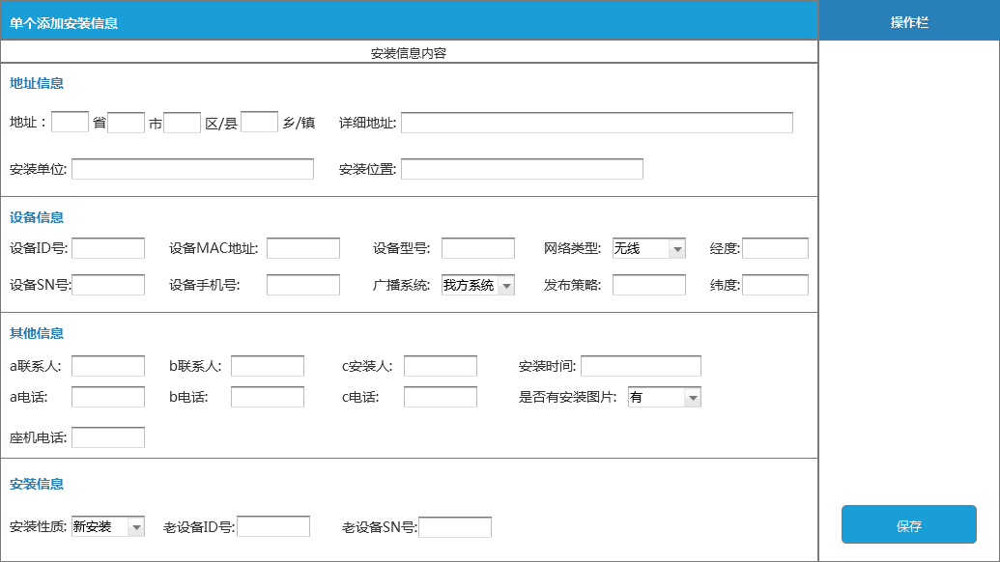 单个添加安装信息 操作栏
安装信息内容
地址信息
地址： 省 市 区/县 乡/镇 详细地址:
安装单位: 安装位置:
设备信息
设备ID号: 设备MAC地址: 设备型号: 网络类型: 无线 经度:
设备SN号: 设备手机号: 广播系统: 我方系统 发布策略: 纬度:
其他信息
a联系人: b联系人: c安装人: 安装时间:
a电话: b电话: c电话: 是否有安装图片: 有
座机电话:
安装信息
安装性质: 新安装 老设备ID号: 老设备SN号:
保存